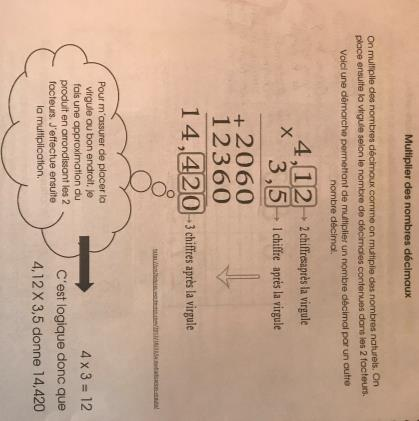 Multiplier des nombres décimaux
On multiplie des nombres décimaux comme on multiplie des nombres naturels. On
place ensuite la virgule selon le nombre de décimales contenues dans les 2 facteurs.
Voici une démarche permettant de multiplier un nombre décimal par un autre
nombre décimal.
4,12 → 2 chiffres après la virgule
x 3,5 → 1 chiffre après la virgule
2060
+ 12360
14,420 → 3 chiffres après la virgule
Pour m'assurer de placer la
virgule au bon endroit, je
fais une approximation du
produit en arrondissant les 2
facteurs. J'effectue ensuite
la multiplication.
4 x 3 = 12
C'est logique donc que
4,12 X 3,5 donne 14,420